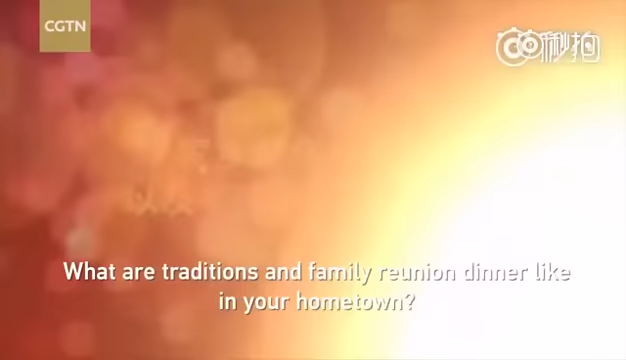 CGTN
秒拍
What are traditions and family reunion dinner like
in your hometown?